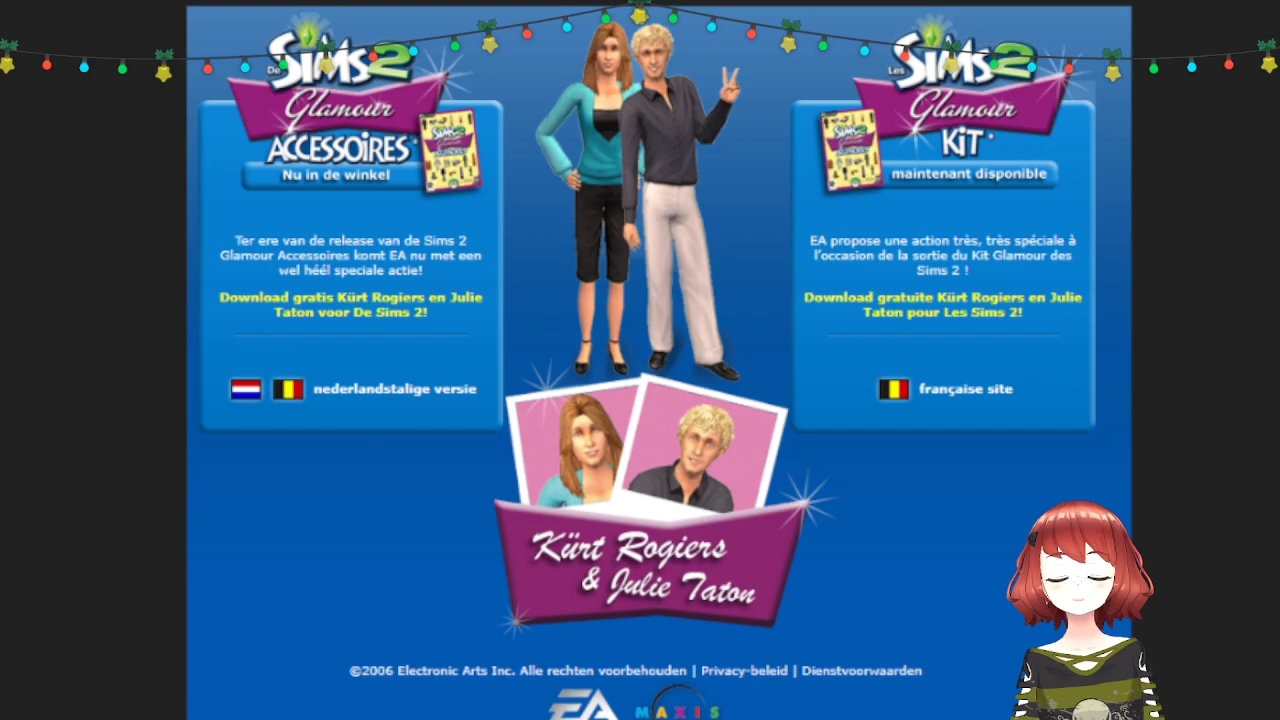 De SiMS 2
Glamour
ACCESSOIRES*
Nu in de winkel
Ter ere van de release van de Sims 2
Glamour Accessoires komt EA nu met een
wel héél speciale actie!
Download gratis Kürt Rogiers en Julie
Taton voor De Sims 2!
nederlandstalige versie
Les SiMS 2
Glamour
KiT*
maintenant disponible
EA propose une action très, très spéciale à
l'occasion de la sortie du Kit Glamour des
Sims 2 !
Download gratuite Kürt Rogiers en Julie
Taton pour Les Sims 2!
française site
Kürt Rogiers
& Julie Taton
©2006 Electronic Arts Inc. Alle rechten voorbehouden | Privacy-beleid | Dienstvoorwaarden
EA MAXIS